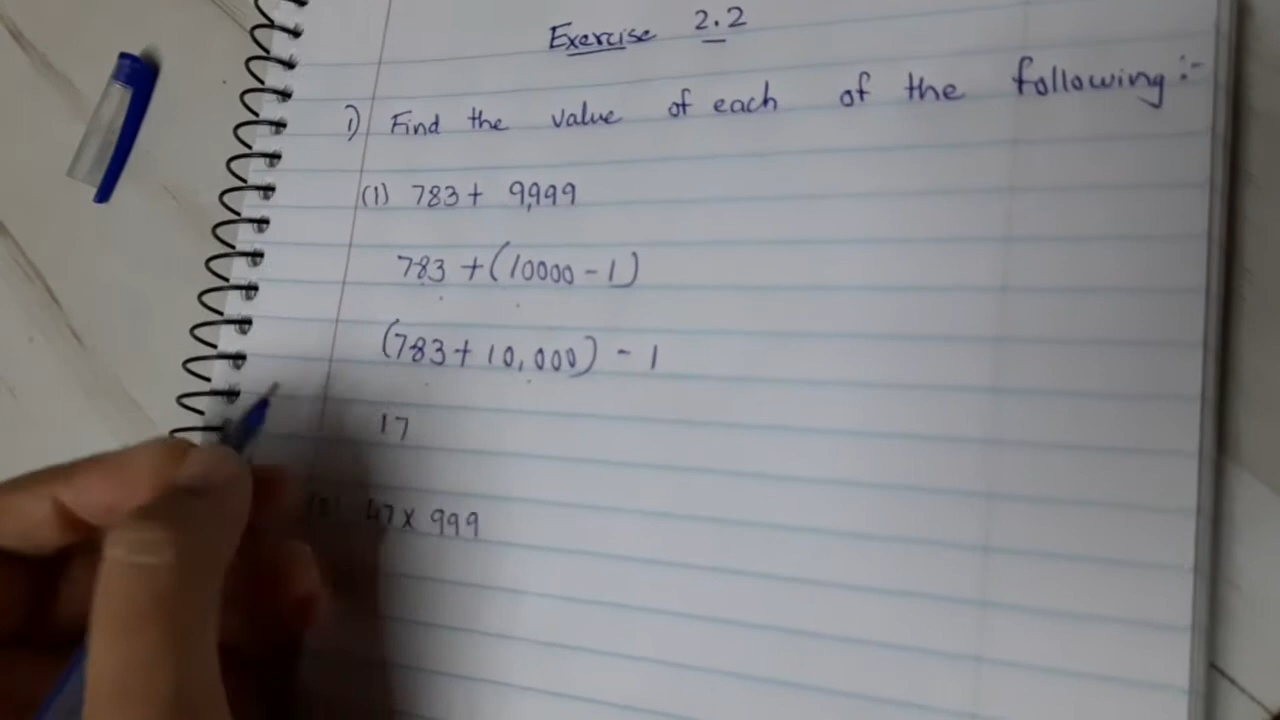 Exercise 2.2
1) Find the value of each of the following :-
(1) 783 + 9,999
783 + (10000 - 1)
(783 + 10,000) - 1
17
47 x 999